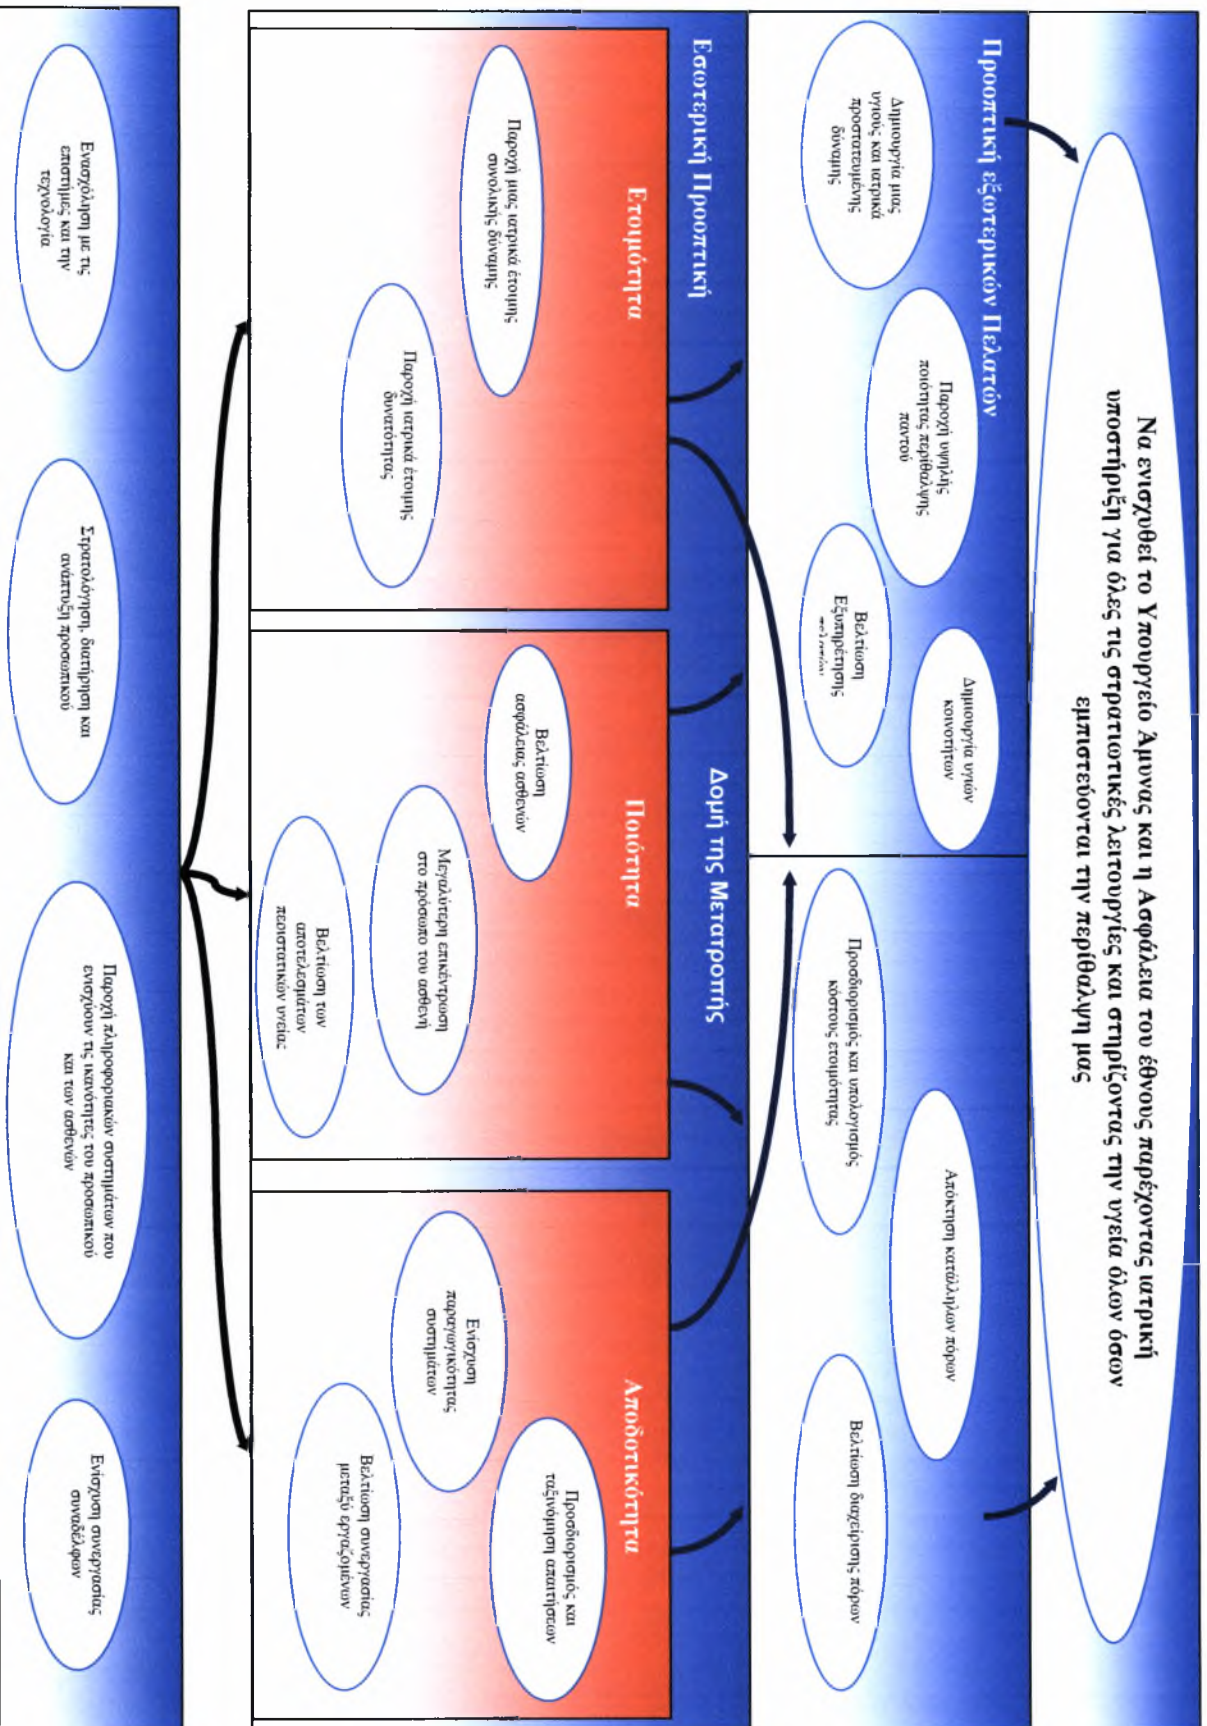 Να ενισχυθεί το Υπουργείο Άμυνας και η Ασφάλεια του έθνους παρέχοντας ιατρική
υποστήριξη για όλες τις στρατιωτικές λειτουργίες και στηρίζοντας την υγεία όλων όσων
εμπιστεύονται την περίθαλψη μας
Προοπτική εξωτερικών Πελατών
Δημιουργία μιας
υγιούς και ιατρικά
προστατευμένης
δύναμης
Παροχή υψηλής
ποιότητας περίθαλψης
παντού
Βελτίωση
Εξυπηρέτησης
πελατών
Δημιουργία υγιών
κοινοτήτων
Προσδιορισμός και υπολογισμός
κόστους ετοιμότητας
Απόκτηση κατάλληλων πόρων
Βελτίωση διαχείρισης πόρων
Εσωτερική Προοπτική
Δομή της Μετατροπής
Ετοιμότητα
Παροχή μιας ιατρικά έτοιμης
συνολικής δύναμης
Παροχή ιατρικά έτοιμης
δυνατότητας
Ποιότητα
Βελτίωση
ασφάλειας ασθενών
Μεγαλύτερη επικέντρωση
στο πρόσωπο του ασθενή
Βελτίωση των
αποτελεσμάτων
περιστατικών υγείας
Αποδοτικότητα
Προσδιορισμός και
ταξινόμηση απαιτήσεων
Ενίσχυση
παραγωγικότητας
συστημάτων
Βελτίωση συνεργασίας
μεταξύ εργαζομένων
Ενασχόληση με τις
επιστήμες και την
τεχνολογία
Στρατολόγηση, διατήρηση και
ανάπτυξη προσωπικού
Παροχή πληροφοριακών συστημάτων που
ενισχύουν τις ικανότητες του προσωπικού
και των ασθενών
Ενίσχυση συνεργασίας
συναδέλφων